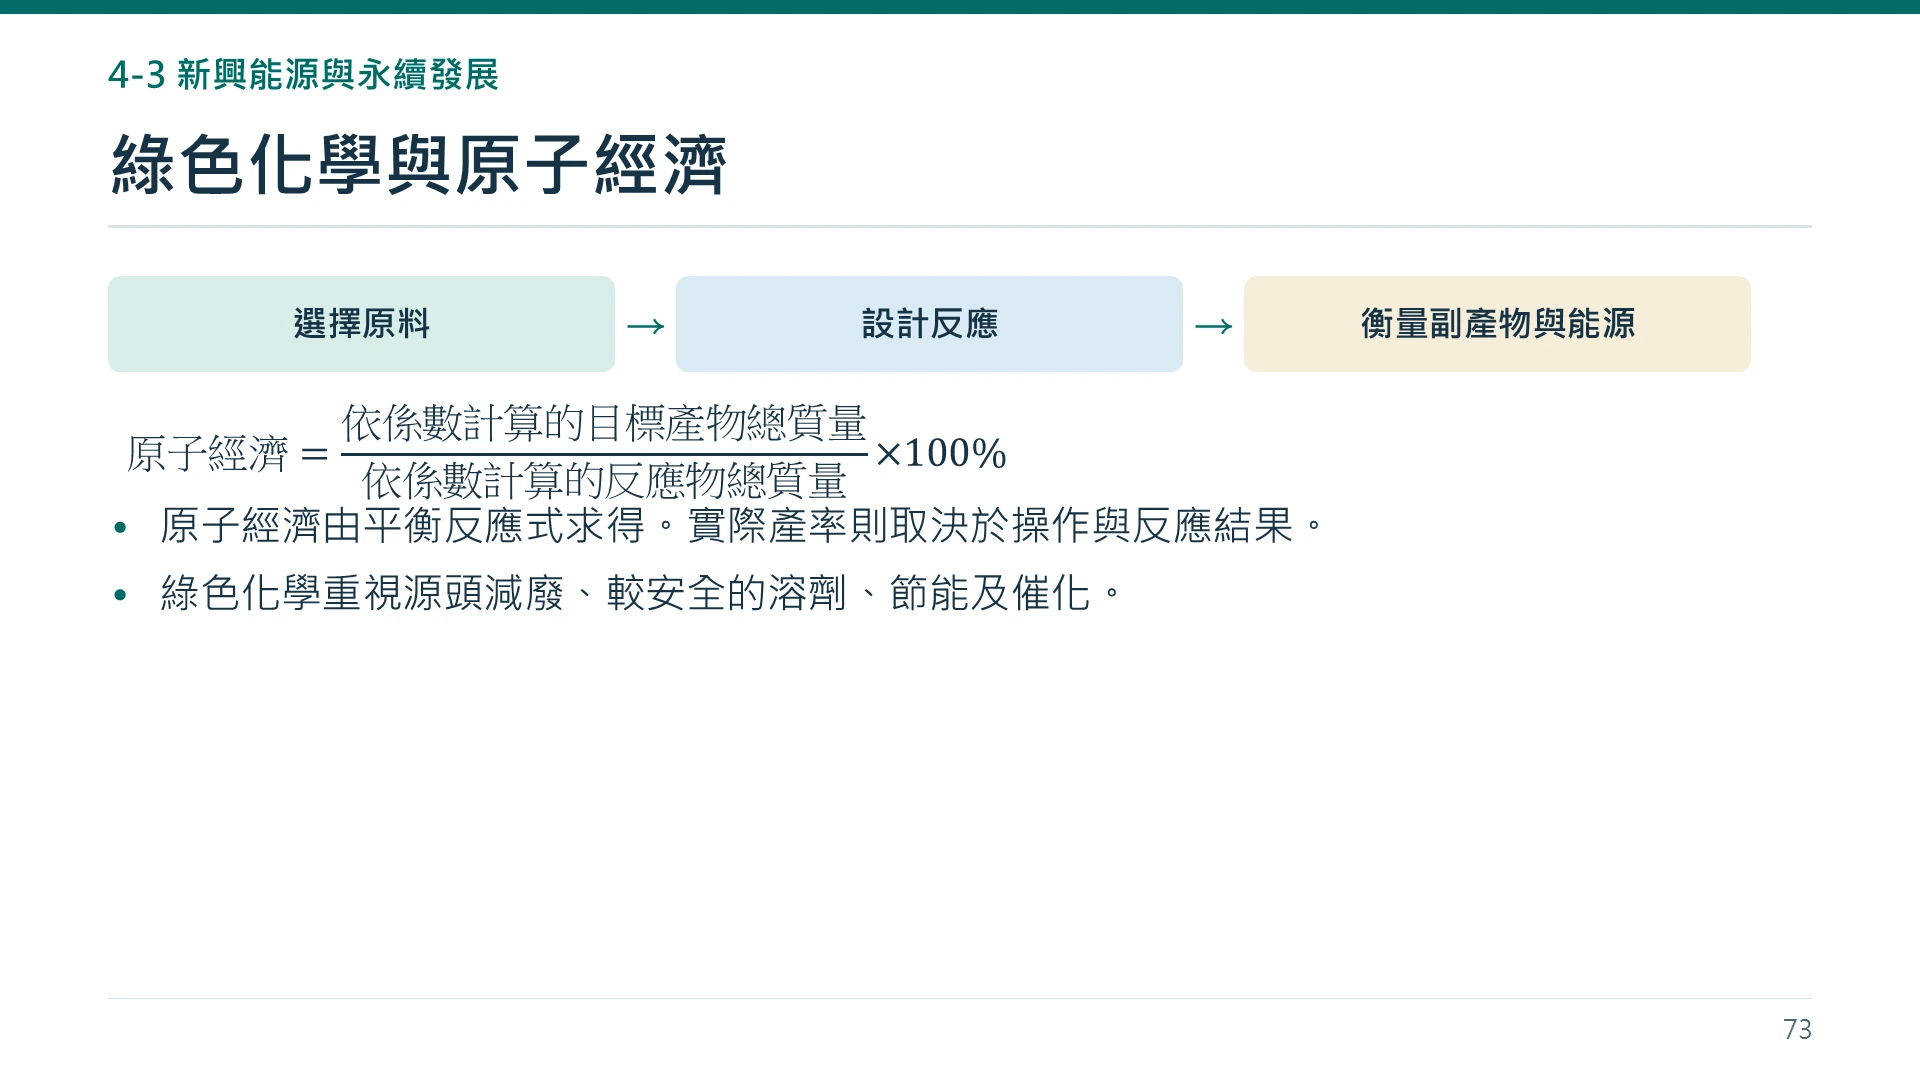 4-3 新興能源與永續發展
綠色化學與原子經濟
選擇原料 → 設計反應 → 衡量副產物與能源
原子經濟 = 依係數計算的目標產物總質量 / 依係數計算的反應物總質量 ×100%
• 原子經濟由平衡反應式求得。實際產率則取決於操作與反應結果。
• 綠色化學重視源頭減廢、較安全的溶劑、節能及催化。
73